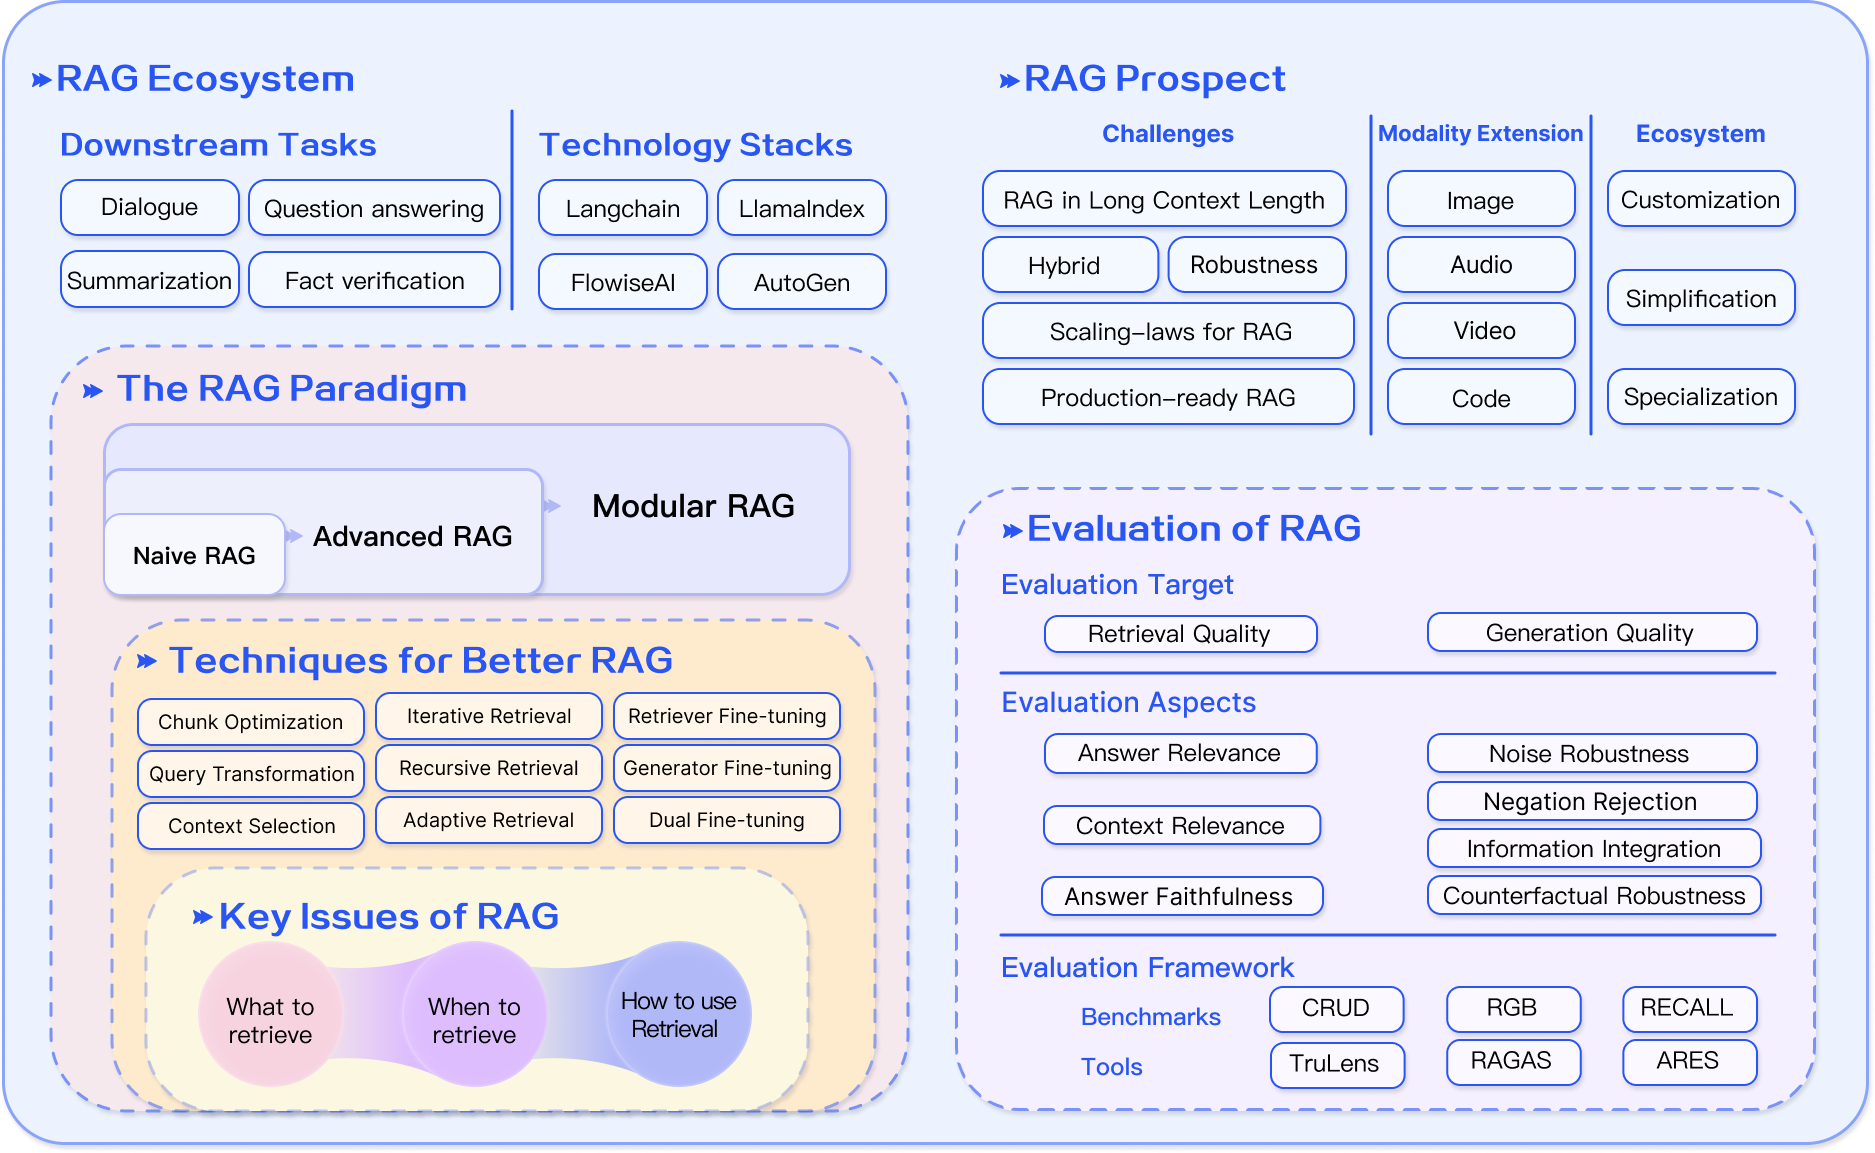 RAG Ecosystem
Downstream Tasks
Dialogue
Question answering
Summarization
Fact verification
Technology Stacks
Langchain
LlamaIndex
FlowiseAI
AutoGen
The RAG Paradigm
Naive RAG
Advanced RAG
Modular RAG
Techniques for Better RAG
Chunk Optimization
Iterative Retrieval
Retriever Fine-tuning
Query Transformation
Recursive Retrieval
Generator Fine-tuning
Context Selection
Adaptive Retrieval
Dual Fine-tuning
Key Issues of RAG
What to
retrieve
When to
retrieve
How to use
Retrieval
RAG Prospect
Challenges
RAG in Long Context Length
Hybrid
Robustness
Scaling–laws for RAG
Production–ready RAG
Modality Extension
Image
Audio
Video
Code
Ecosystem
Customization
Simplification
Specialization
Evaluation of RAG
Evaluation Target
Retrieval Quality
Generation Quality
Evaluation Aspects
Answer Relevance
Context Relevance
Answer Faithfulness
Noise Robustness
Negation Rejection
Information Integration
Counterfactual Robustness
Evaluation Framework
Benchmarks
CRUD
RGB
RECALL
Tools
TruLens
RAGAS
ARES